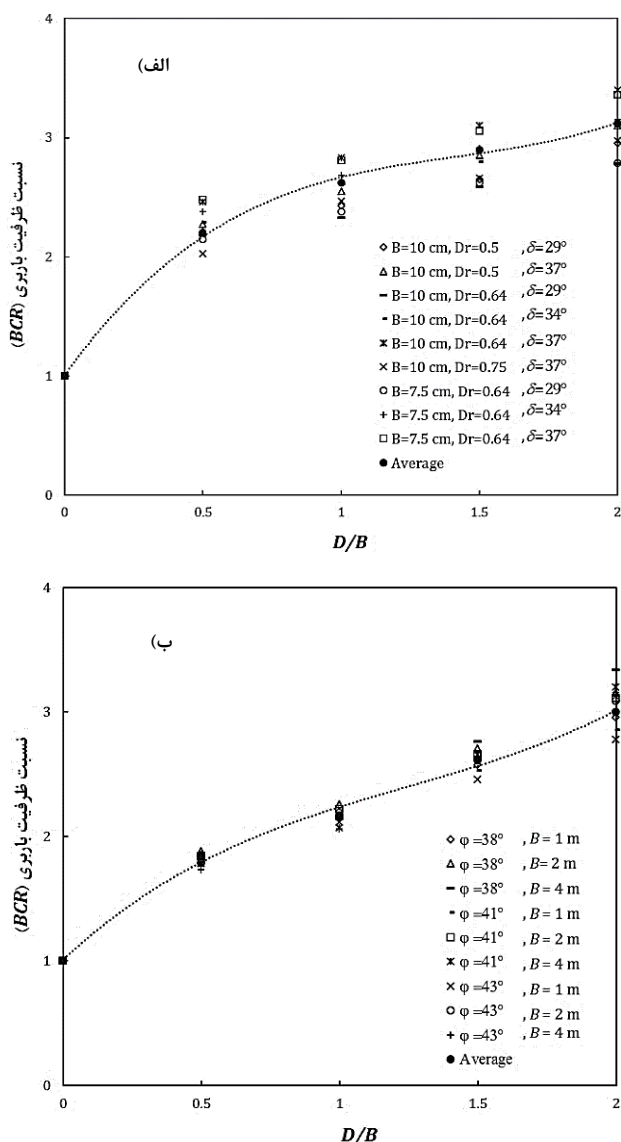 4
3
2
1
0
نسبت ظرفیت باربری (BCR)
الف)
◇ B=10 cm, Dr=0.5 , δ=29°
△ B=10 cm, Dr=0.5 , δ=37°
- B=10 cm, Dr=0.64 , δ=29°
- B=10 cm, Dr=0.64 , δ=34°
ж B=10 cm, Dr=0.64 , δ=37°
× B=10 cm, Dr=0.75 , δ=37°
○ B=7.5 cm, Dr=0.64 , δ=29°
+ B=7.5 cm, Dr=0.64 , δ=34°
□ B=7.5 cm, Dr=0.64 , δ=37°
● Average
0 0.5 1 1.5 2
D/B
4
3
2
1
0
نسبت ظرفیت باربری (BCR)
ب)
◇ φ=38° , B= 1 m
△ φ=38° , B= 2 m
- φ=38° , B= 4 m
- φ=41° , B= 1 m
□ φ=41° , B= 2 m
ж φ=41° , B= 4 m
× φ=43° , B= 1 m
○ φ=43° , B= 2 m
+ φ=43° , B= 4 m
● Average
0 0.5 1 1.5 2
D/B